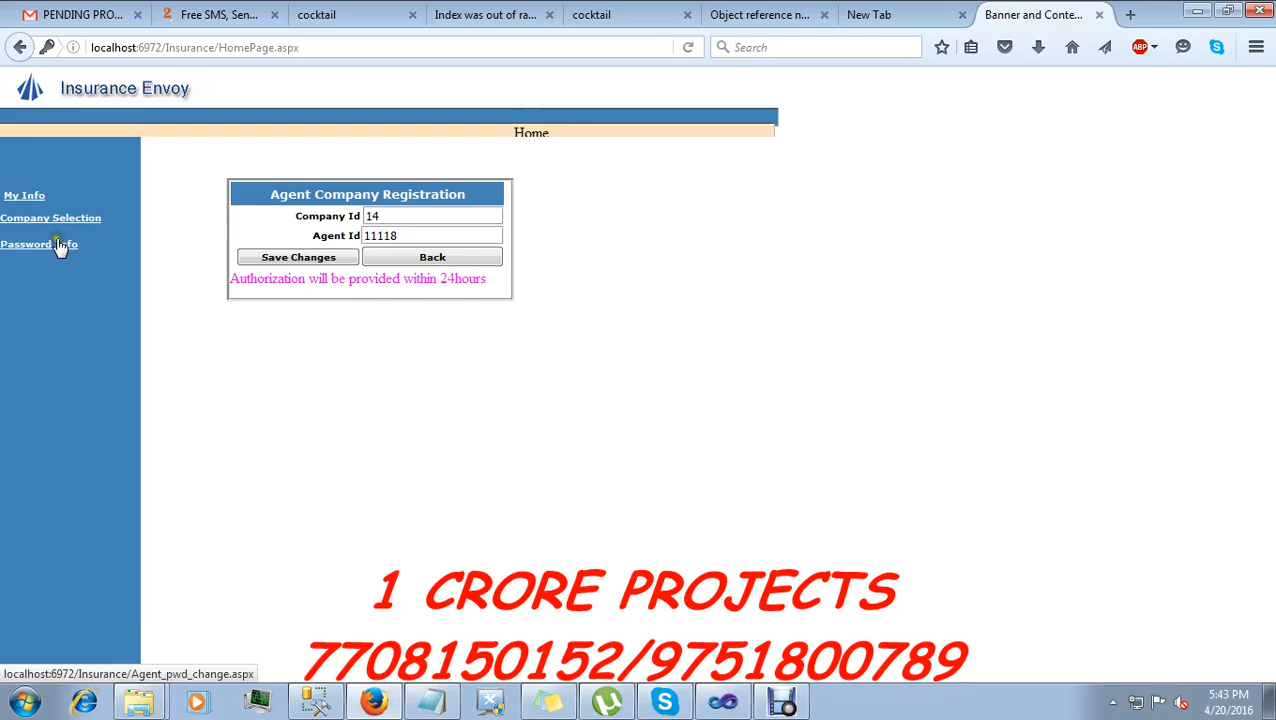 PENDING PRO...
Free SMS, Sen...
cocktail
Index was out of ra...
cocktail
Object reference n...
New Tab
Banner and Conte...
localhost:6972/Insurance/HomePage.aspx
Search
ABP
Insurance Envoy
Home
My Info
Company Selection
Password Info
Agent Company Registration
Company Id 14
Agent Id 11118
Save Changes
Back
Authorization will be provided within 24hours
1 CRORE PROJECTS
7708150152/9751800789
localhost:6972/Insurance/Agent_pwd_change.aspx
5:43 PM
4/20/2016